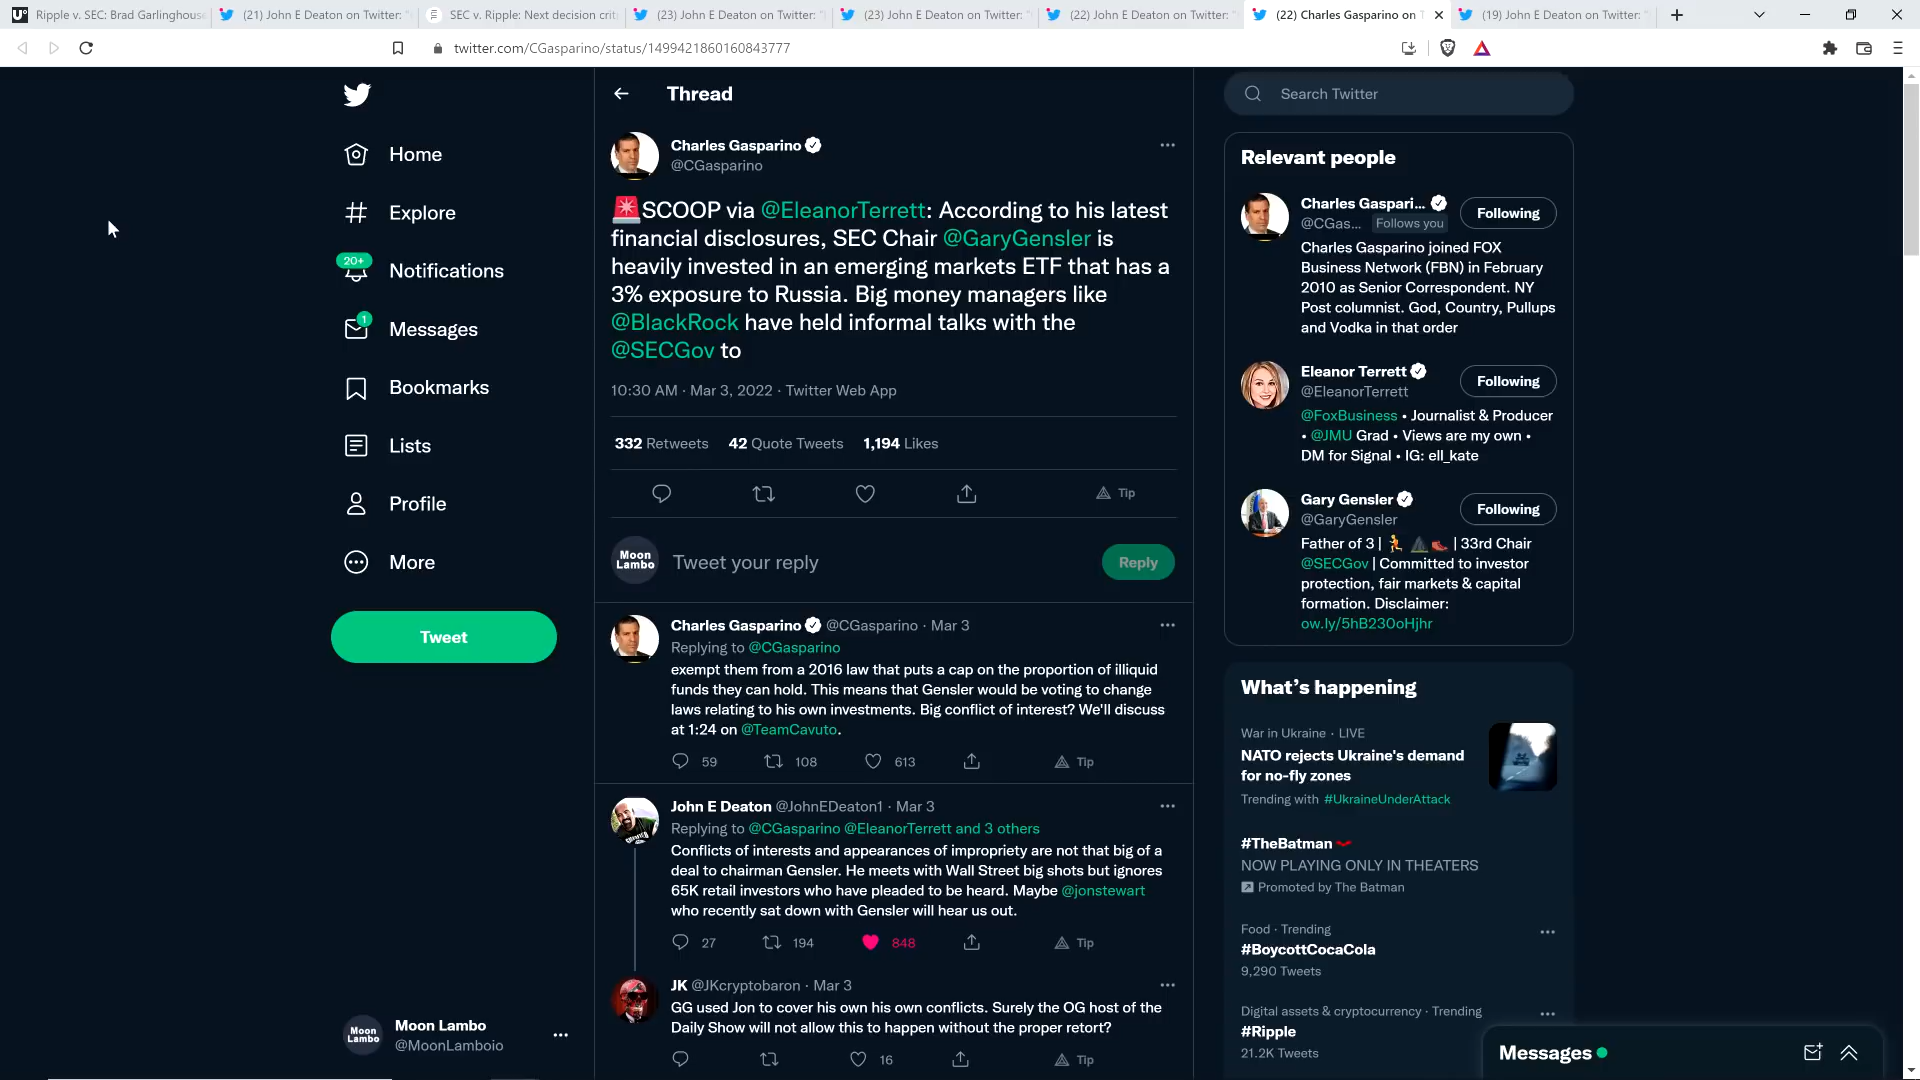 Ripple v. SEC: Brad Garlinghouse
(21) John E Deaton on Twitter: "
SEC v. Ripple: Next decision crit
(23) John E Deaton on Twitter: "
(23) John E Deaton on Twitter: "
(22) John E Deaton on Twitter: "
(22) Charles Gasparino on T
(19) John E Deaton on Twitter: "
twitter.com/CGasparino/status/1499421860160843777
Home
Explore
20+
Notifications
1
Messages
Bookmarks
Lists
Profile
More
Tweet
Moon Lambo
Moon Lambo
@MoonLamboio
Thread
Charles Gasparino
@CGasparino
SCOOP via @EleanorTerrett: According to his latest
financial disclosures, SEC Chair @GaryGensler is
heavily invested in an emerging markets ETF that has a
3% exposure to Russia. Big money managers like
@BlackRock have held informal talks with the
@SECGov to
10:30 AM · Mar 3, 2022 · Twitter Web App
332 Retweets 42 Quote Tweets 1,194 Likes
Tip
Moon Lambo
Tweet your reply
Reply
Charles Gasparino @CGasparino · Mar 3
Replying to @CGasparino
exempt them from a 2016 law that puts a cap on the proportion of illiquid
funds they can hold. This means that Gensler would be voting to change
laws relating to his own investments. Big conflict of interest? We'll discuss
at 1:24 on @TeamCavuto.
59 108 613 Tip
John E Deaton @JohnEDeaton1 · Mar 3
Replying to @CGasparino @EleanorTerrett and 3 others
Conflicts of interests and appearances of impropriety are not that big of a
deal to chairman Gensler. He meets with Wall Street big shots but ignores
65K retail investors who have pleaded to be heard. Maybe @jonstewart
who recently sat down with Gensler will hear us out.
27 194 848 Tip
JK @JKcryptobaron · Mar 3
GG used Jon to cover his own his own conflicts. Surely the OG host of the
Daily Show will not allow this to happen without the proper retort?
16 Tip
Search Twitter
Relevant people
Charles Gaspari...
@CGas... Follows you
Following
Charles Gasparino joined FOX
Business Network (FBN) in February
2010 as Senior Correspondent. NY
Post columnist. God, Country, Pullups
and Vodka in that order
Eleanor Terrett
@EleanorTerrett
Following
@FoxBusiness • Journalist & Producer
• @JMU Grad • Views are my own •
DM for Signal • IG: ell_kate
Gary Gensler
@GaryGensler
Following
Father of 3 | | 33rd Chair
@SECGov | Committed to investor
protection, fair markets & capital
formation. Disclaimer:
ow.ly/5hB230oHjhr
What's happening
War in Ukraine · LIVE
NATO rejects Ukraine's demand
for no-fly zones
Trending with #UkraineUnderAttack
#TheBatman
NOW PLAYING ONLY IN THEATERS
Promoted by The Batman
Food · Trending
#BoycottCocaCola
9,290 Tweets
Digital assets & cryptocurrency · Trending
#Ripple
21.2K Tweets
Messages